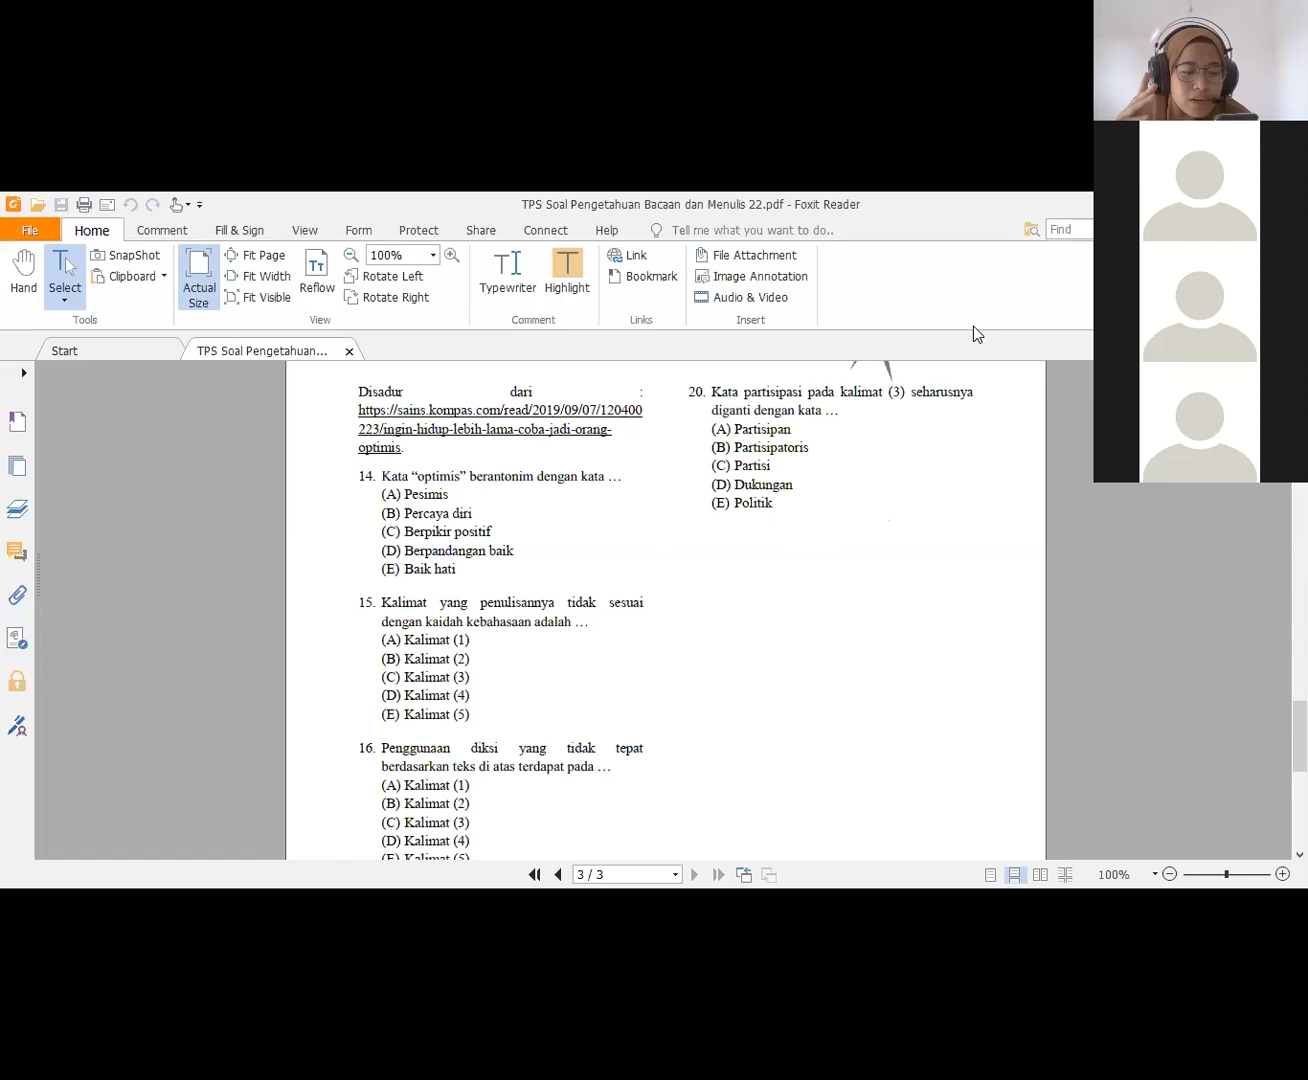 TPS Soal Pengetahuan Bacaan dan Menulis 22.pdf - Foxit Reader
File Home Comment Fill & Sign View Form Protect Share Connect Help Tell me what you want to do.. Find
Hand
Select
SnapShot
Clipboard
Tools
Actual
Size
Fit Page
Fit Width
Fit Visible
Reflow
100%
Rotate Left
Rotate Right
View
Typewriter
Highlight
Comment
Link
Bookmark
Links
File Attachment
Image Annotation
Audio & Video
Insert
Start
TPS Soal Pengetahuan...
Disadur dari :
https://sains.kompas.com/read/2019/09/07/120400
223/ingin-hidup-lebih-lama-coba-jadi-orang-
optimis.
14. Kata “optimis” berantonim dengan kata …
(A) Pesimis
(B) Percaya diri
(C) Berpikir positif
(D) Berpandangan baik
(E) Baik hati
15. Kalimat yang penulisannya tidak sesuai
dengan kaidah kebahasaan adalah …
(A) Kalimat (1)
(B) Kalimat (2)
(C) Kalimat (3)
(D) Kalimat (4)
(E) Kalimat (5)
16. Penggunaan diksi yang tidak tepat
berdasarkan teks di atas terdapat pada …
(A) Kalimat (1)
(B) Kalimat (2)
(C) Kalimat (3)
(D) Kalimat (4)
(E) Kalimat (5)
20. Kata partisipasi pada kalimat (3) seharusnya
diganti dengan kata …
(A) Partisipan
(B) Partisipatoris
(C) Partisi
(D) Dukungan
(E) Politik
3 / 3
100%